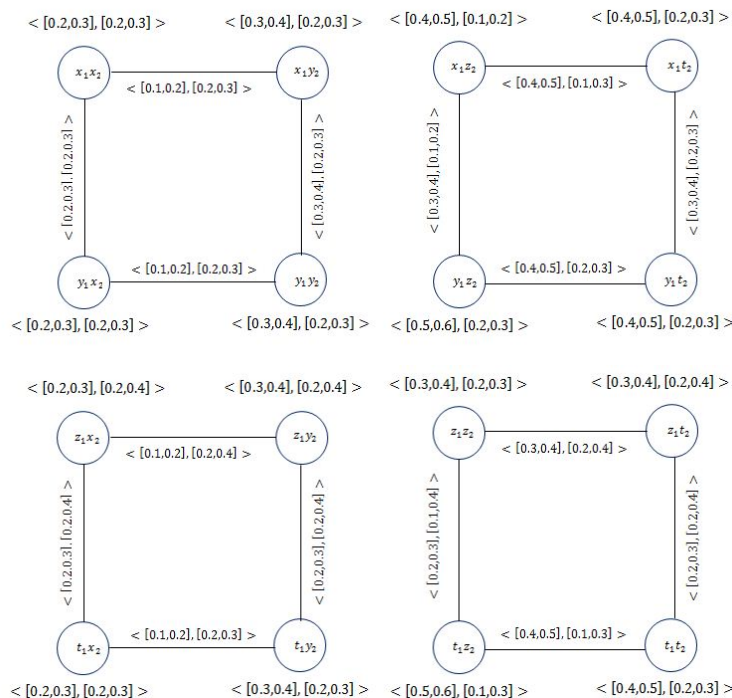 < [0.2,0.3], [0.2,0.3] >
< [0.3,0.4], [0.2,0.3] >
x₁x₂
x₁y₂
< [0.1,0.2], [0.2,0.3] >
< [0.2,0.3]. [0.2,0.3] >
< [0.3,0.4], [0.2,0.3] >
< [0.1,0.2], [0.2,0.3] >
y₁x₂
y₁y₂
< [0.2,0.3], [0.2,0.3] >
< [0.3,0.4], [0.2,0.3] >
< [0.4,0.5], [0.1,0.2] >
< [0.4,0.5], [0.2,0.3] >
x₁z₂
x₁t₂
< [0.4,0.5], [0.1,0.3] >
< [0.3,0.4], [0.1,0.2] >
< [0.3,0.4], [0.2,0.3] >
< [0.4,0.5], [0.2,0.3] >
y₁z₂
y₁t₂
< [0.5,0.6], [0.2,0.3] >
< [0.4,0.5], [0.2,0.3] >
< [0.2,0.3], [0.2,0.4] >
< [0.3,0.4], [0.2,0.4] >
z₁x₂
z₁y₂
< [0.1,0.2], [0.2,0.4] >
< [0.2,0.3]. [0.2,0.4] >
< [0.2,0.3], [0.2,0.4] >
< [0.1,0.2], [0.2,0.3] >
t₁x₂
t₁y₂
< [0.2,0.3], [0.2,0.3] >
< [0.3,0.4], [0.2,0.3] >
< [0.3,0.4], [0.2,0.3] >
< [0.3,0.4], [0.2,0.4] >
z₁z₂
z₁t₂
< [0.3,0.4], [0.2,0.4] >
< [0.2,0.3], [0.1,0.4] >
< [0.2,0.3], [0.2,0.4] >
< [0.4,0.5], [0.1,0.3] >
t₁z₂
t₁t₂
< [0.5,0.6], [0.1,0.3] >
< [0.4,0.5], [0.2,0.3] >